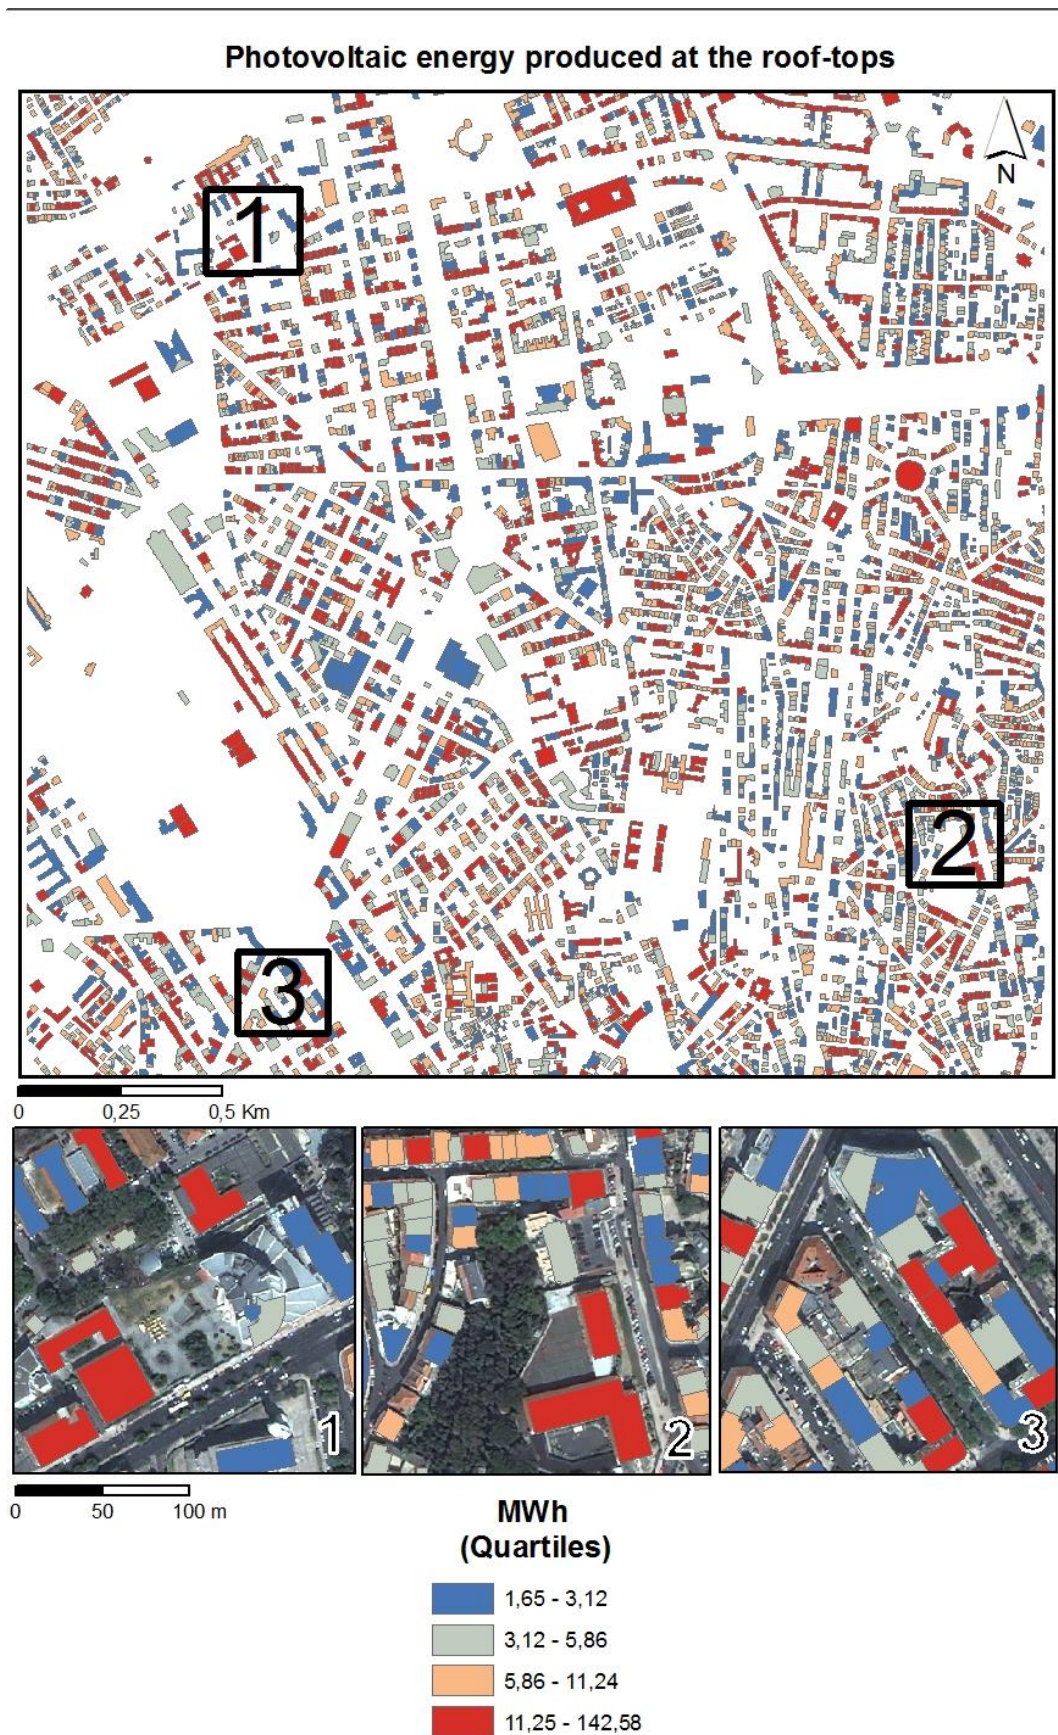 Photovoltaic energy produced at the roof-tops
N
1
2
3
0 0,25 0,5 Km
1
2
3
0 50 100 m
MWh
(Quartiles)
1,65 - 3,12
3,12 - 5,86
5,86 - 11,24
11,25 - 142,58